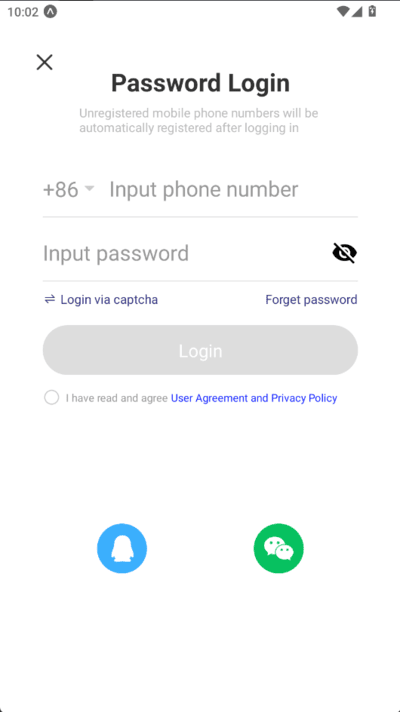 10:02
Password Login
Unregistered mobile phone numbers will be
automatically registered after logging in
+86 Input phone number
Input password
Login via captcha Forget password
Login
I have read and agree User Agreement and Privacy Policy